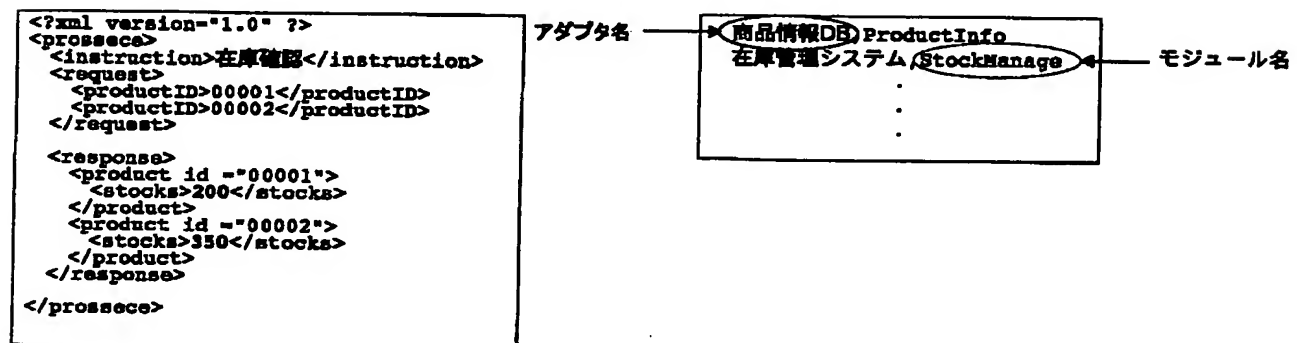 <?xml version="1.0" ?>
<prossece>
<instruction>在庫確認</instruction>
<request>
<productID>00001</productID>
<productID>00002</productID>
</request>
<response>
<product id ="00001">
<stocks>200</stocks>
</product>
<product id ="00002">
<stocks>350</stocks>
</product>
</response>
</prossece>
アダプタ名
商品情報DB,ProductInfo
在庫管理システム,StockManage
モジュール名